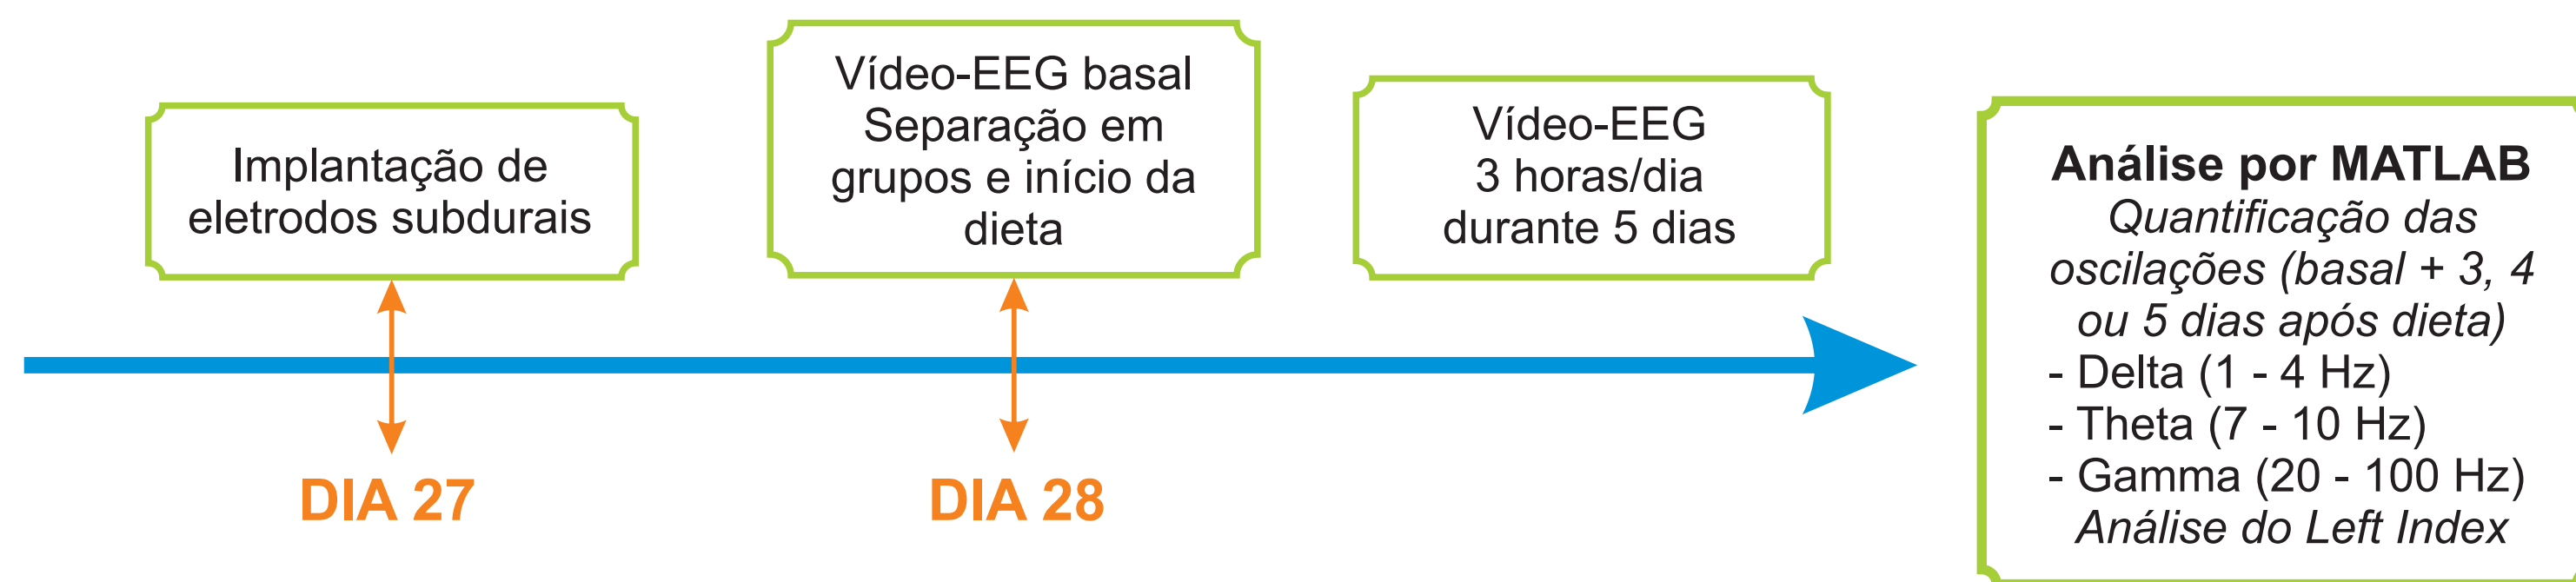 Implantação de
eletrodos subdurais
Vídeo-EEG basal
Separação em
grupos e início da
dieta
Vídeo-EEG
3 horas/dia
durante 5 dias
Análise por MATLAB
Quantificação das
oscilações (basal + 3, 4
ou 5 dias após dieta)
- Delta (1 - 4 Hz)
- Theta (7 - 10 Hz)
- Gamma (20 - 100 Hz)
Análise do Left Index
DIA 27
DIA 28